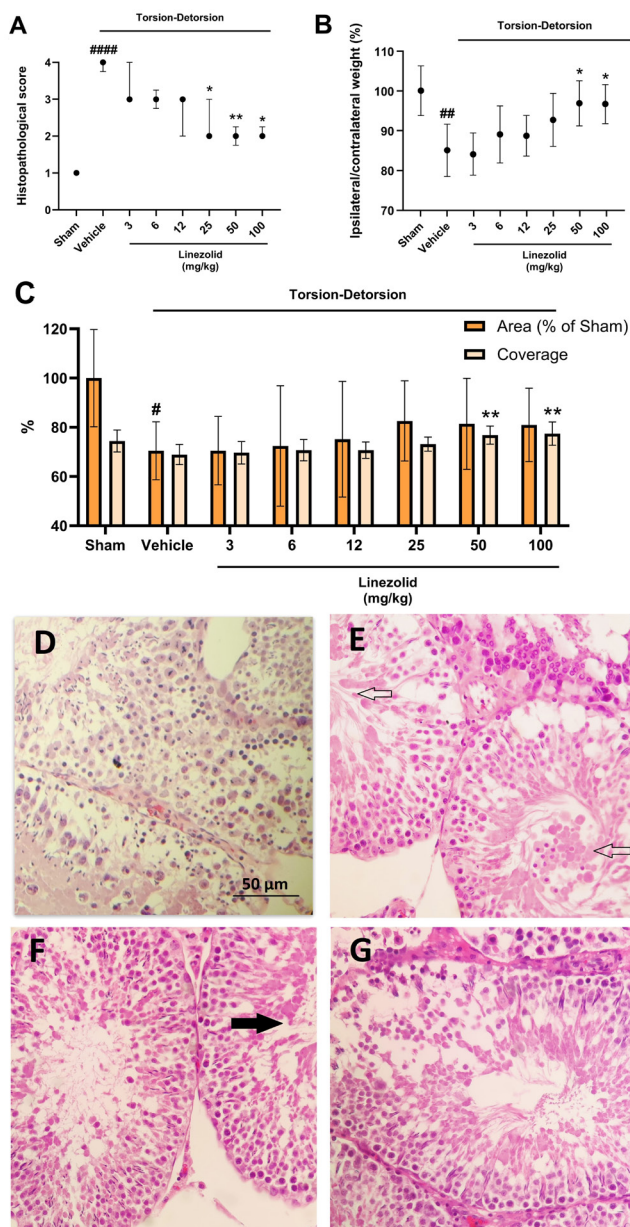 A
Torsion-Detorsion
Histopathological score
4
3
2
1
0
####
*
**
*
Sham
Vehicle
3
6
12
25
50
100
Linezolid
(mg/kg)
B
Torsion-Detorsion
Ipsilateral/contralateral weight (%)
110
100
90
80
70
##
*
*
Sham
Vehicle
3
6
12
25
50
100
Linezolid
(mg/kg)
C
Torsion-Detorsion
Area (% of Sham)
Coverage
%
120
100
80
60
40
#
**
**
Sham
Vehicle
3
6
12
25
50
100
Linezolid
(mg/kg)
D
50 µm
E
F
G